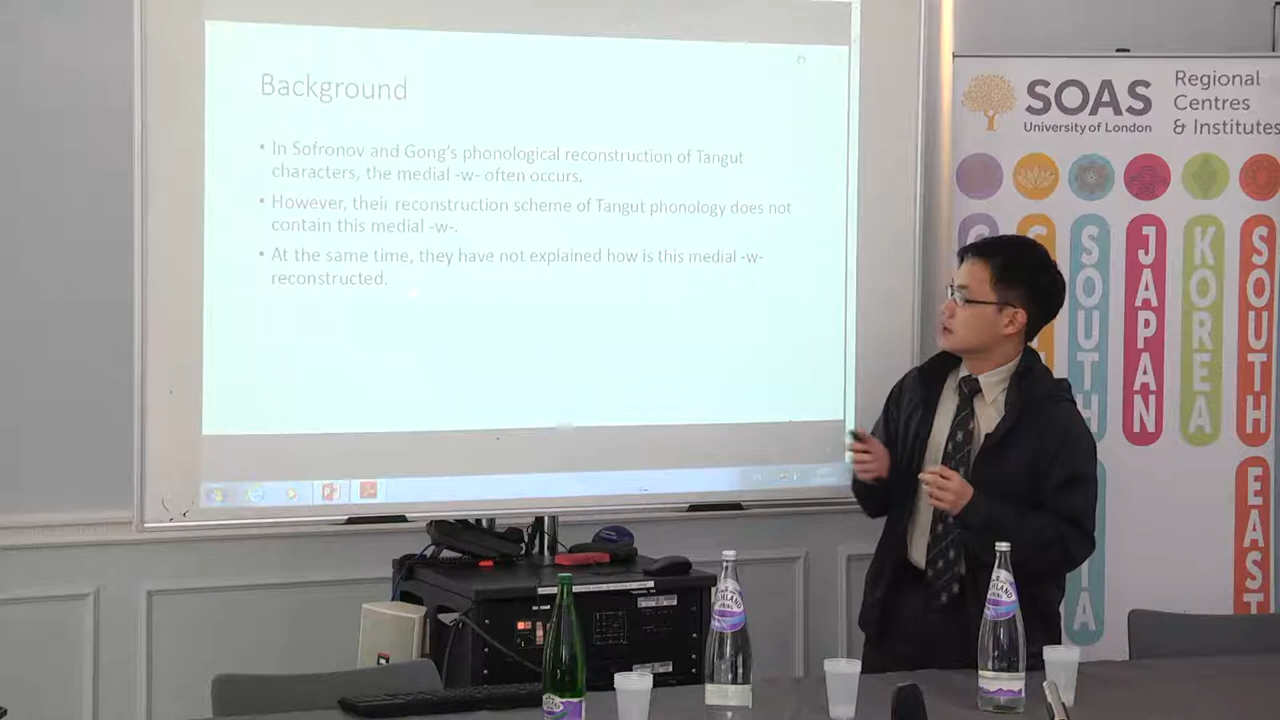 Background
• In Sofronov and Gong's phonological reconstruction of Tangut
characters, the medial -w- often occurs.
• However, their reconstruction scheme of Tangut phonology does not
contain this medial -w-.
• At the same time, they have not explained how is this medial -w-
reconstructed.
SOAS
University of London
Regional
Centres
& Institutes
SOUTH
JAPAN
KOREA
SOUTH
EAST